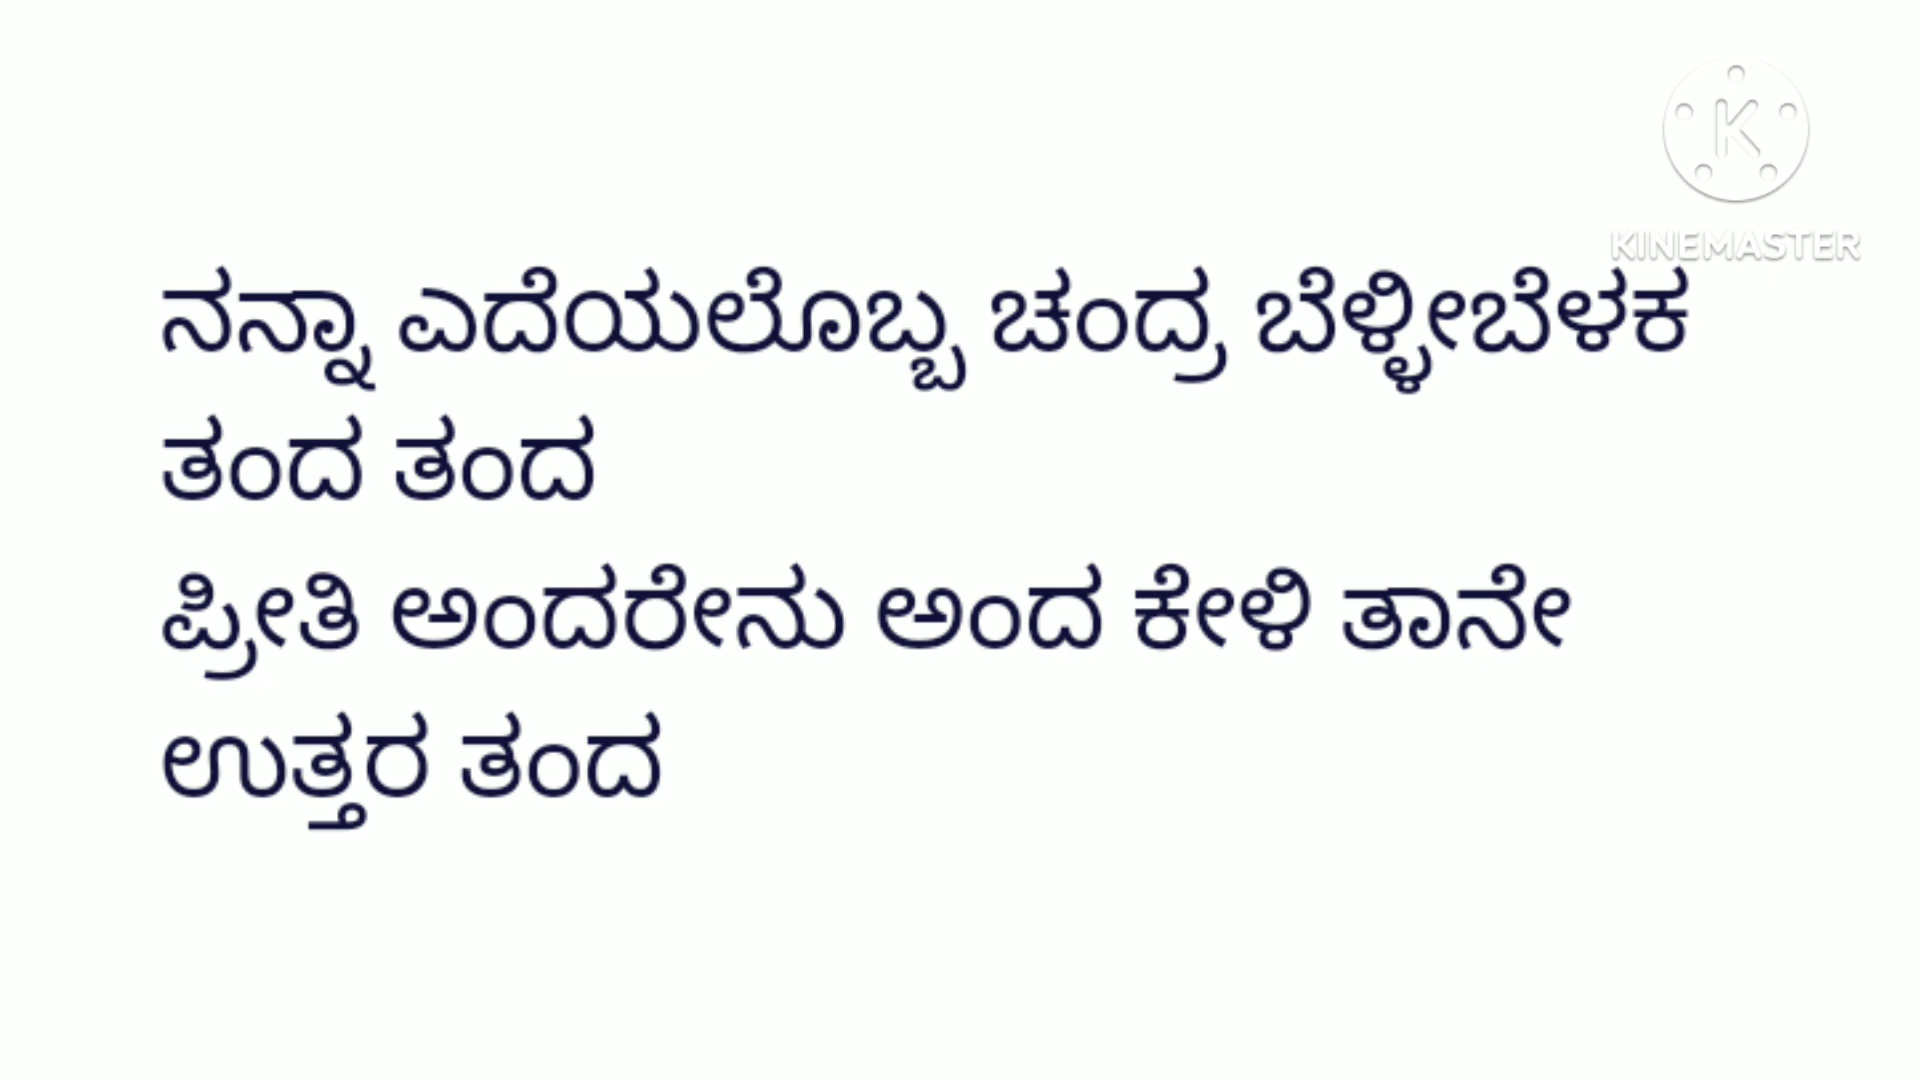 KINEMASTER
ನನ್ನಾ ಎದೆಯಲೊಬ್ಬ ಚಂದ್ರ ಬೆಳ್ಳೀಬೆಳಕ
ತಂದ ತಂದ
ಪ್ರೀತಿ ಅಂದರೇನು ಅಂದ ಕೇಳಿ ತಾನೇ
ಉತ್ತರ ತಂದ